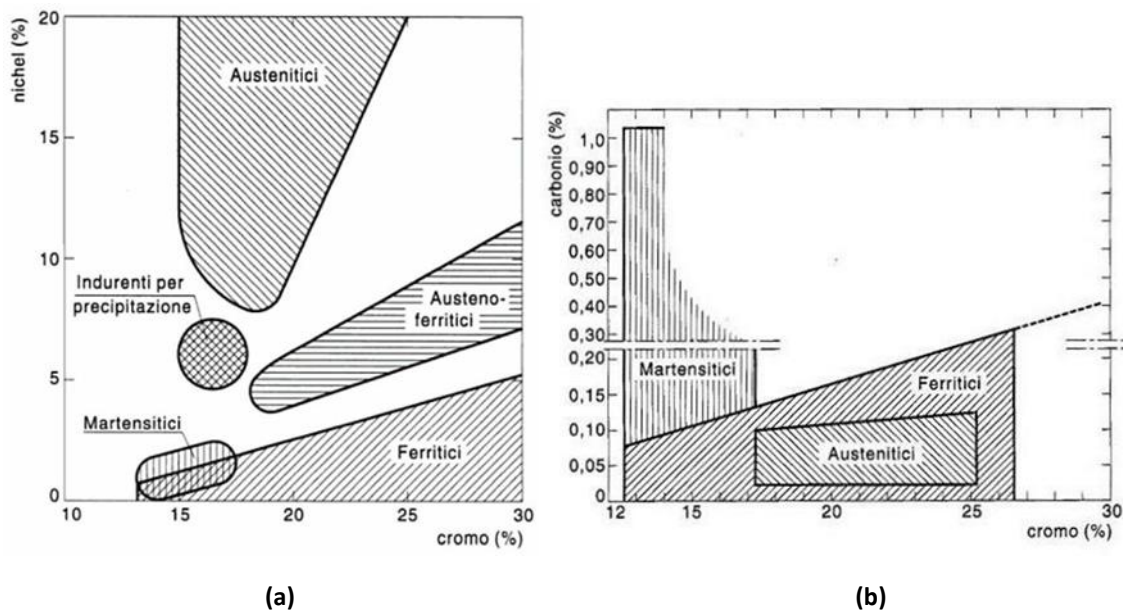 nichel (%)
20
15
10
5
0
Austenitici
Indurenti per
precipitazione
Austeno-
ferritici
Martensitici
Ferritici
10
15
20
25
30
cromo (%)
(a)
carbonio (%)
1,0
0,90
0,80
0,70
0,60
0,50
0,40
0,30
0,20
0,15
0,10
0,05
0
Martensitici
Ferritici
Austenitici
12
15
20
25
30
cromo (%)
(b)